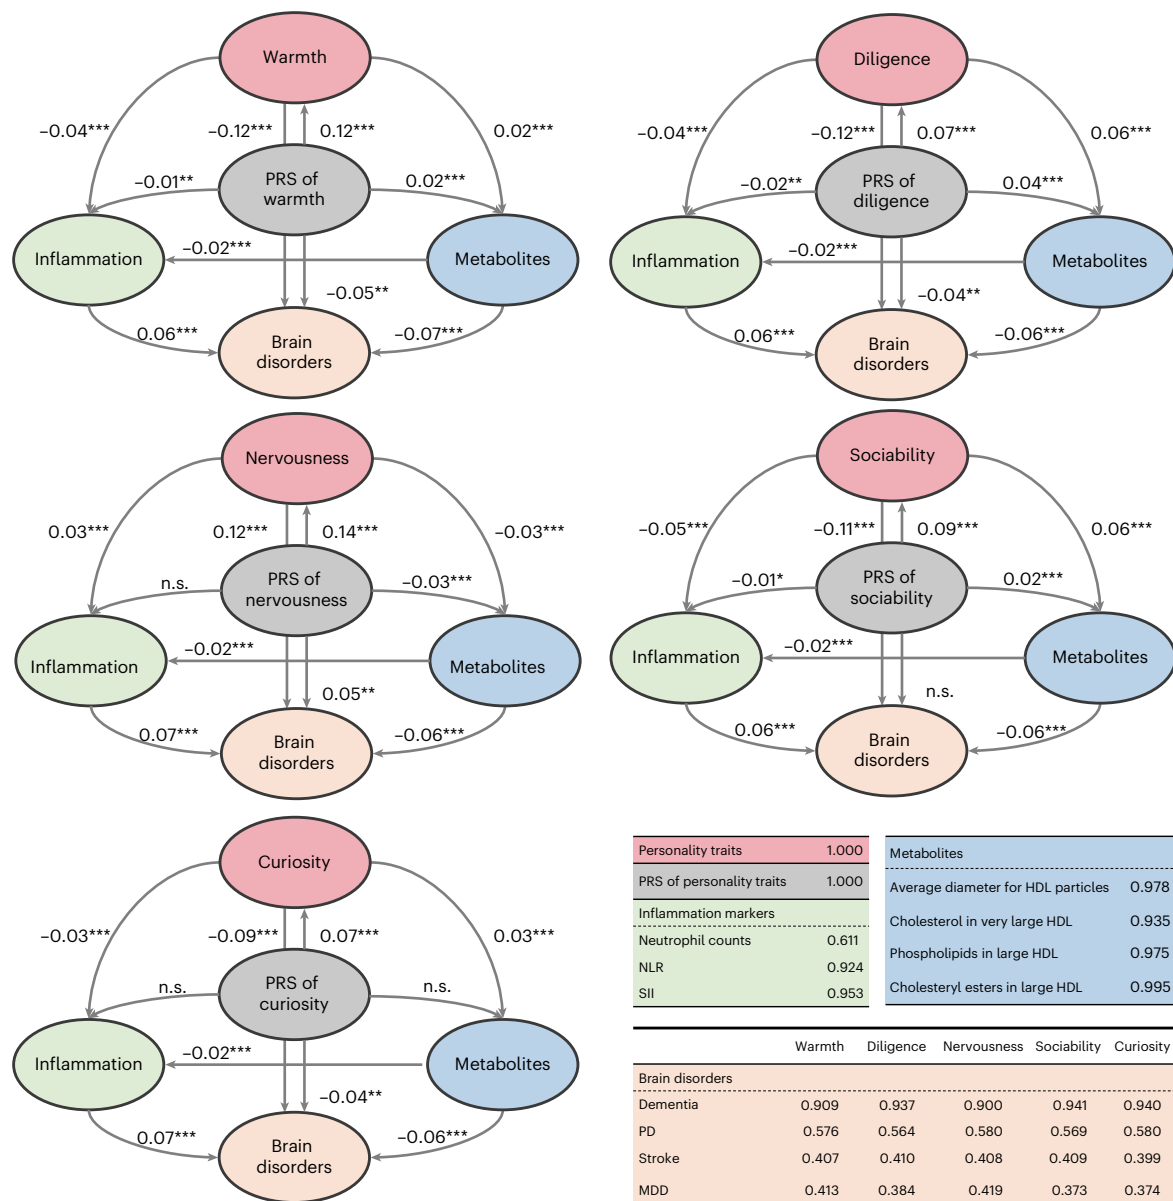 Warmth
−0.04***
−0.12***
0.12***
0.02***
−0.01**
PRS of
warmth
0.02***
Inflammation
−0.02***
Metabolites
−0.05**
0.06***
Brain
disorders
−0.07***
Diligence
−0.04***
−0.12***
0.07***
0.06***
−0.02**
PRS of
diligence
0.04***
Inflammation
−0.02***
Metabolites
−0.04**
0.06***
Brain
disorders
−0.06***
Nervousness
0.03***
0.12***
0.14***
−0.03***
n.s.
PRS of
nervousness
−0.03***
Inflammation
−0.02***
Metabolites
0.05**
0.07***
Brain
disorders
−0.06***
Sociability
−0.05***
−0.11***
0.09***
0.06***
−0.01*
PRS of
sociability
0.02***
Inflammation
−0.02***
Metabolites
n.s.
0.06***
Brain
disorders
−0.06***
Curiosity
−0.03***
−0.09***
0.07***
0.03***
n.s.
PRS of
curiosity
n.s.
Inflammation
−0.02***
Metabolites
−0.04**
0.07***
Brain
disorders
−0.06***
Personality traits 1.000
PRS of personality traits 1.000
Inflammation markers
Neutrophil counts 0.611
NLR 0.924
SII 0.953
Metabolites
Average diameter for HDL particles 0.978
Cholesterol in very large HDL 0.935
Phospholipids in large HDL 0.975
Cholesteryl esters in large HDL 0.995
Warmth Diligence Nervousness Sociability Curiosity
Brain disorders
Dementia 0.909 0.937 0.900 0.941 0.940
PD 0.576 0.564 0.580 0.569 0.580
Stroke 0.407 0.410 0.408 0.409 0.399
MDD 0.413 0.384 0.419 0.373 0.374